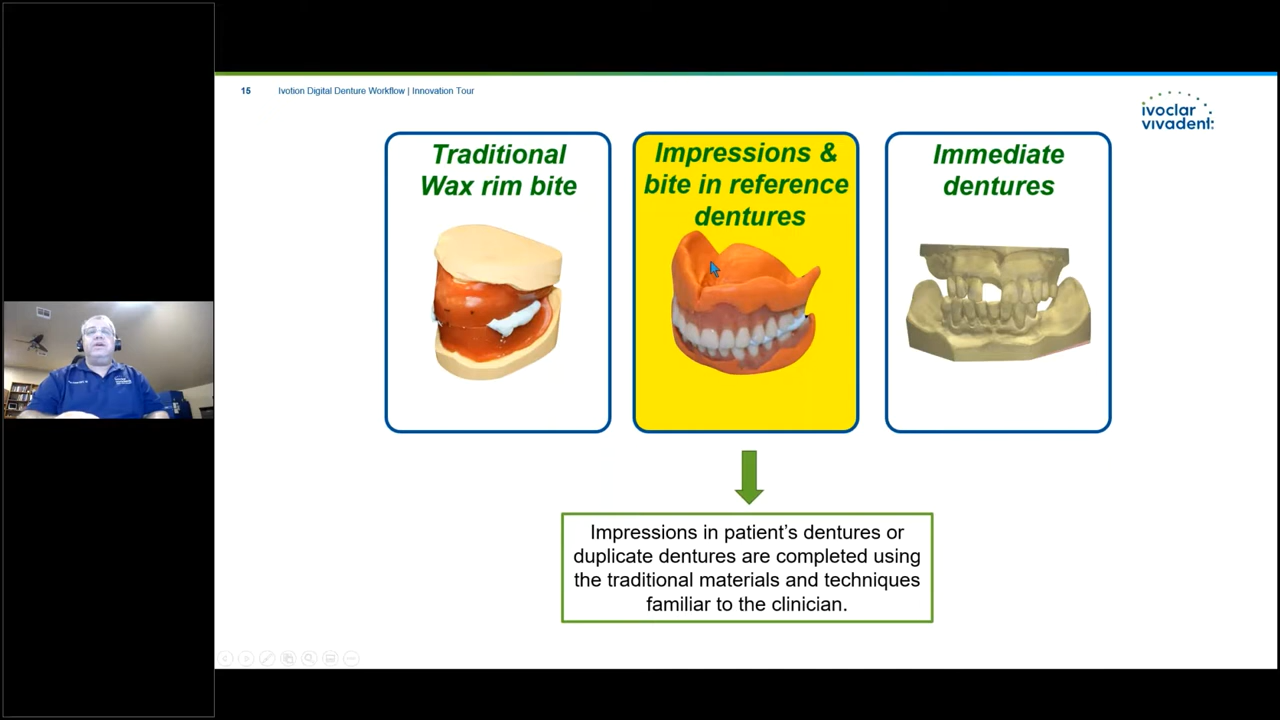 15 Ivotion Digital Denture Workflow | Innovation Tour
ivoclar
vivadent:
Traditional
Wax rim bite
Impressions &
bite in reference
dentures
Immediate
dentures
Impressions in patient's dentures or
duplicate dentures are completed using
the traditional materials and techniques
familiar to the clinician.